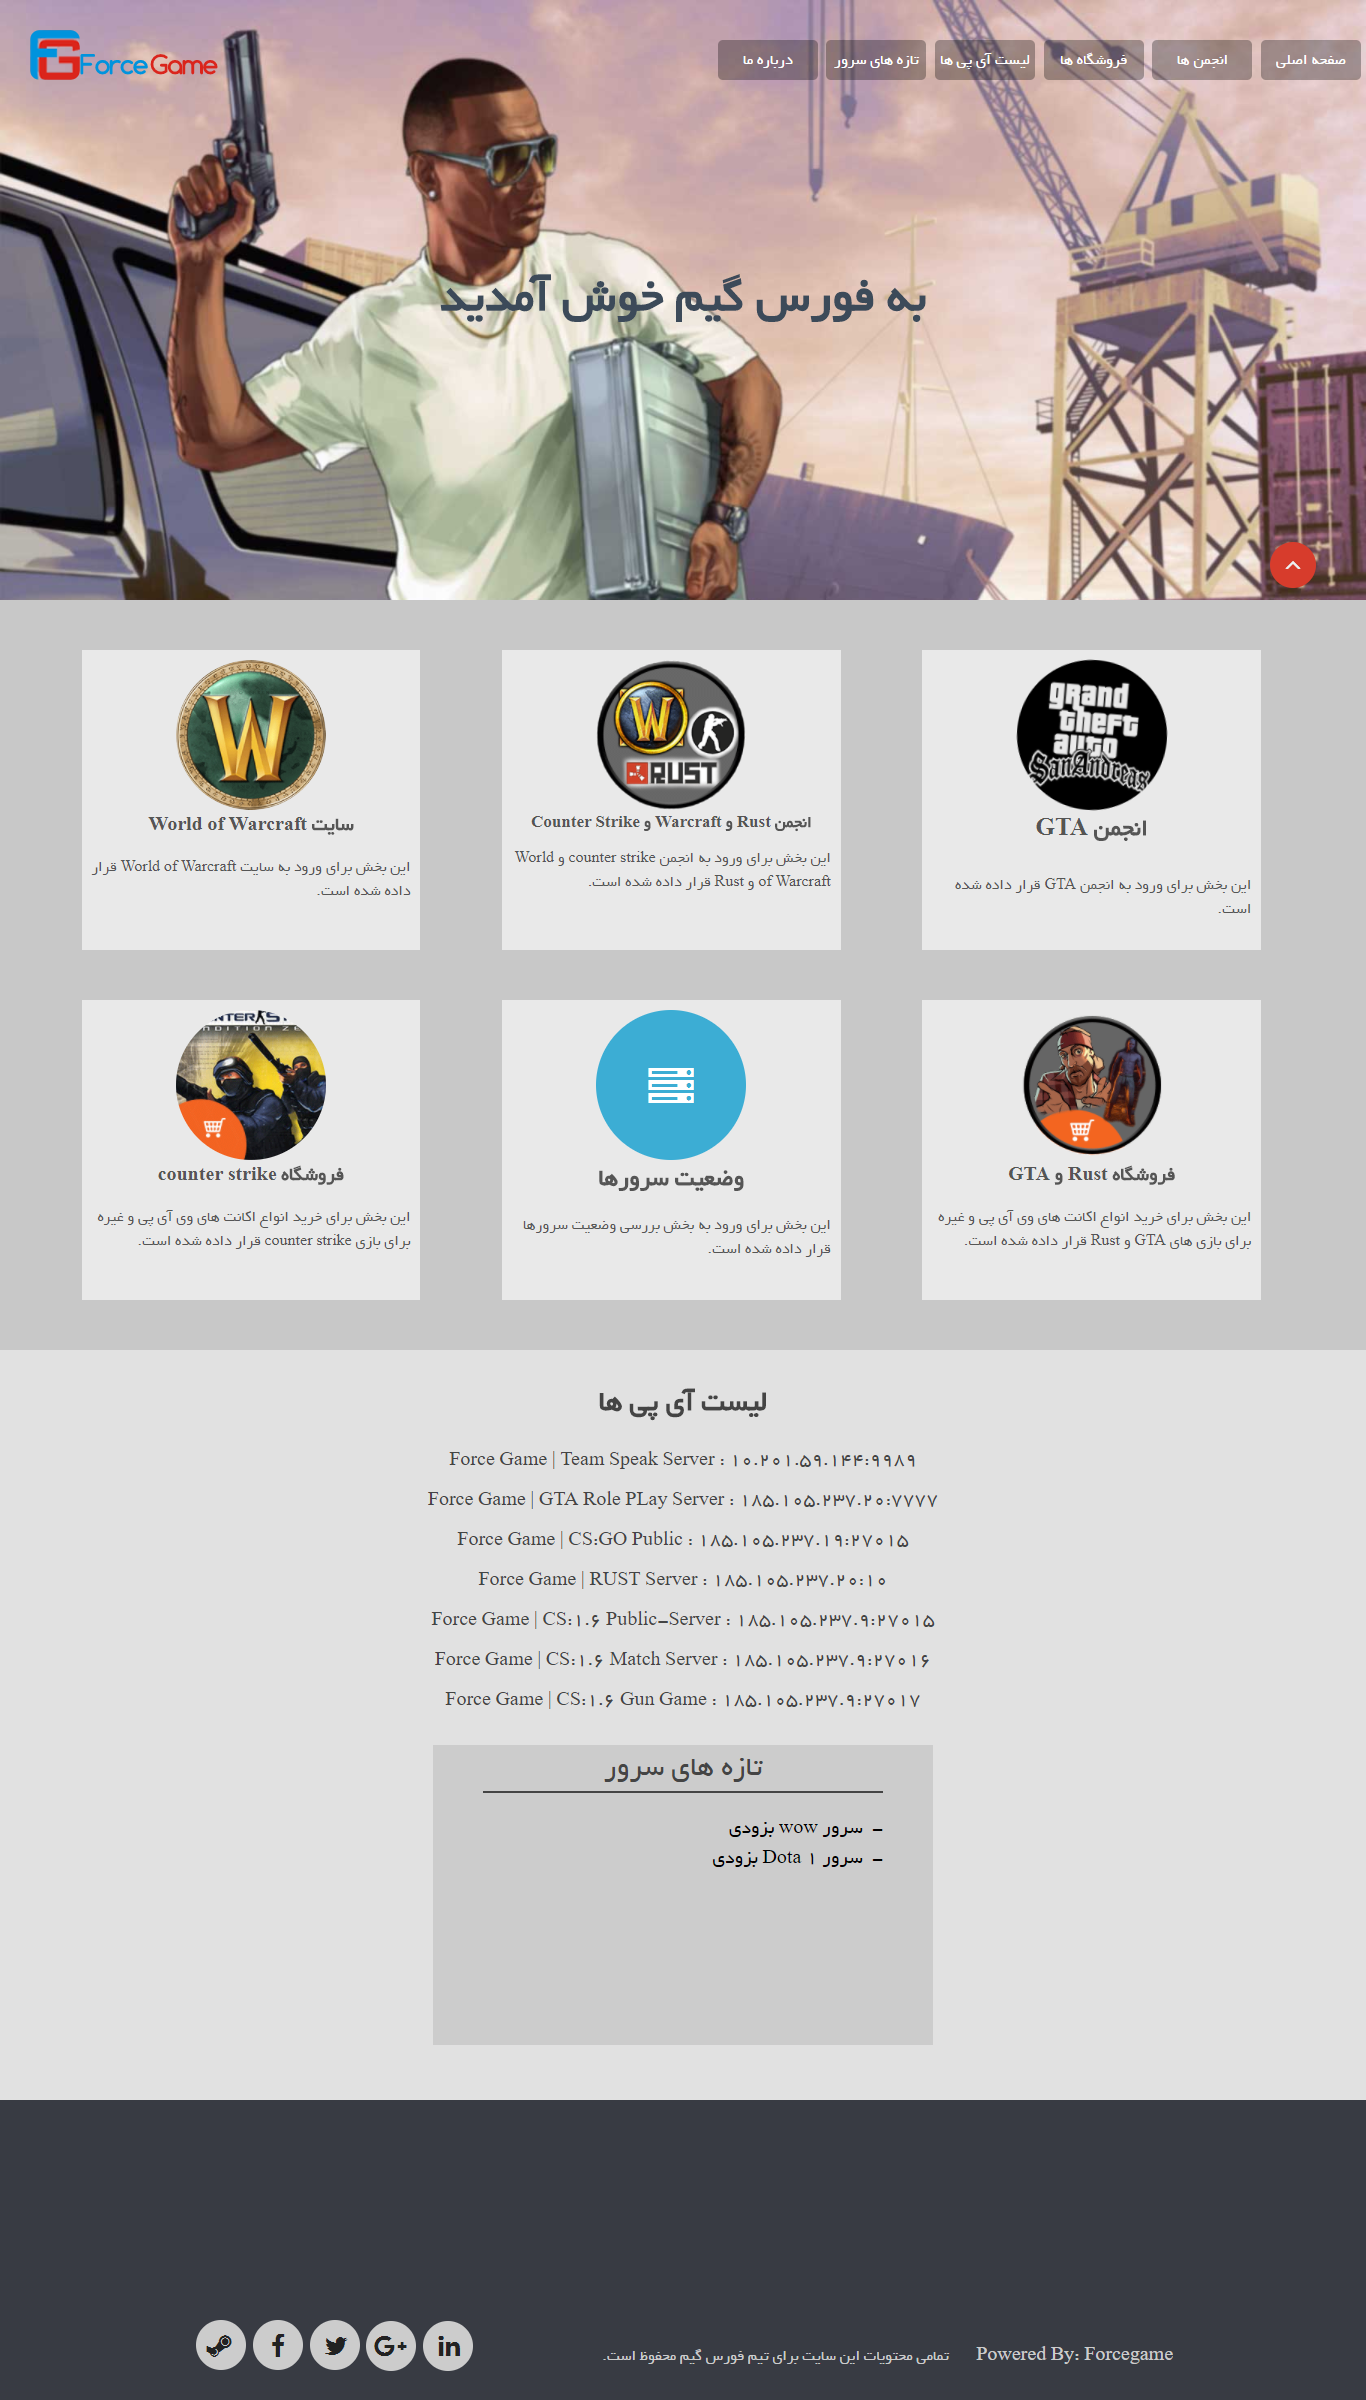 Force Game
صفحه اصلی
انجمن ها
فروشگاه ها
لیست آی پی ها
تازه های سرور
درباره ما
به فورس گیم خوش آمدید
grand
theft
auto
San Andreas
انجمن GTA
این بخش برای ورود به انجمن GTA قرار داده شده
است.
W
RUST
انجمن Rust و Warcraft و Counter Strike
این بخش برای ورود به انجمن counter strike و World
of Warcraft و Rust قرار داده شده است.
W
سایت World of Warcraft
این بخش برای ورود به سایت World of Warcraft قرار
داده شده است.
فروشگاه Rust و GTA
این بخش برای خرید انواع اکانت های وی آی پی و غیره
برای بازی های GTA و Rust قرار داده شده است.
وضعیت سرورها
این بخش برای ورود به بخش بررسی وضعیت سرورها
قرار داده شده است.
فروشگاه counter strike
این بخش برای خرید انواع اکانت های وی آی پی و غیره
برای بازی counter strike قرار داده شده است.
لیست آی پی ها
Force Game | Team Speak Server : ۱۰.۲۰۱.۵۹.۱۴۴:۹۹۸۹
Force Game | GTA Role PLay Server : ۱۸۵.۱۰۵.۲۳۷.۲۰:۷۷۷۷
Force Game | CS:GO Public : ۱۸۵.۱۰۵.۲۳۷.۱۹:۲۷۰۱۵
Force Game | RUST Server : ۱۸۵.۱۰۵.۲۳۷.۲۰:۱۰
Force Game | CS:۱.۶ Public-Server : ۱۸۵.۱۰۵.۲۳۷.۹:۲۷۰۱۵
Force Game | CS:۱.۶ Match Server : ۱۸۵.۱۰۵.۲۳۷.۹:۲۷۰۱۶
Force Game | CS:۱.۶ Gun Game : ۱۸۵.۱۰۵.۲۳۷.۹:۲۷۰۱۷
تازه های سرور
- سرور wow بزودی
- سرور Dota ۱ بزودی
Powered By: Forcegame
تمامی محتویات این سایت برای تیم فورس گیم محفوظ است.